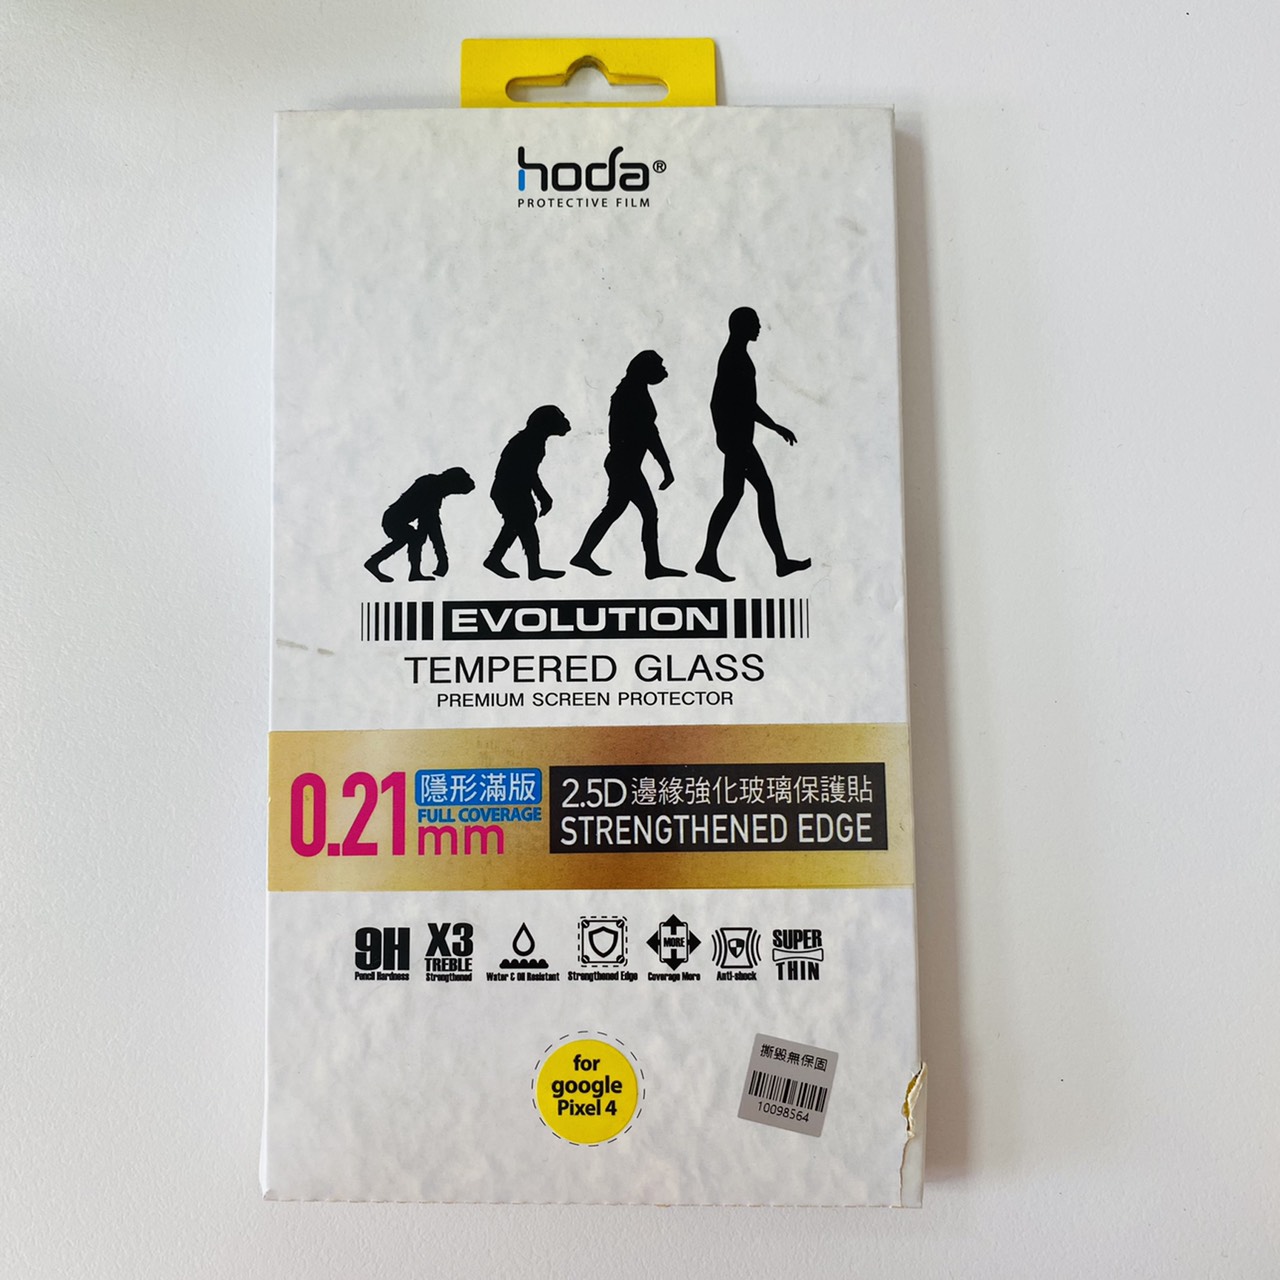 hoda®
PROTECTIVE FILM
EVOLUTION
TEMPERED GLASS
PREMIUM SCREEN PROTECTOR
0.21mm
隱形滿版
FULL COVERAGE
2.5D邊緣強化玻璃保護貼
STRENGTHENED EDGE
9H
Pencil Hardness
X3
TREBLE
Strengthened
Water & Oil Resistant
Strengthened Edge
MORE
Coverage More
Anti-shock
SUPER
THIN
for
google
Pixel 4
撕毀無保固
10098564